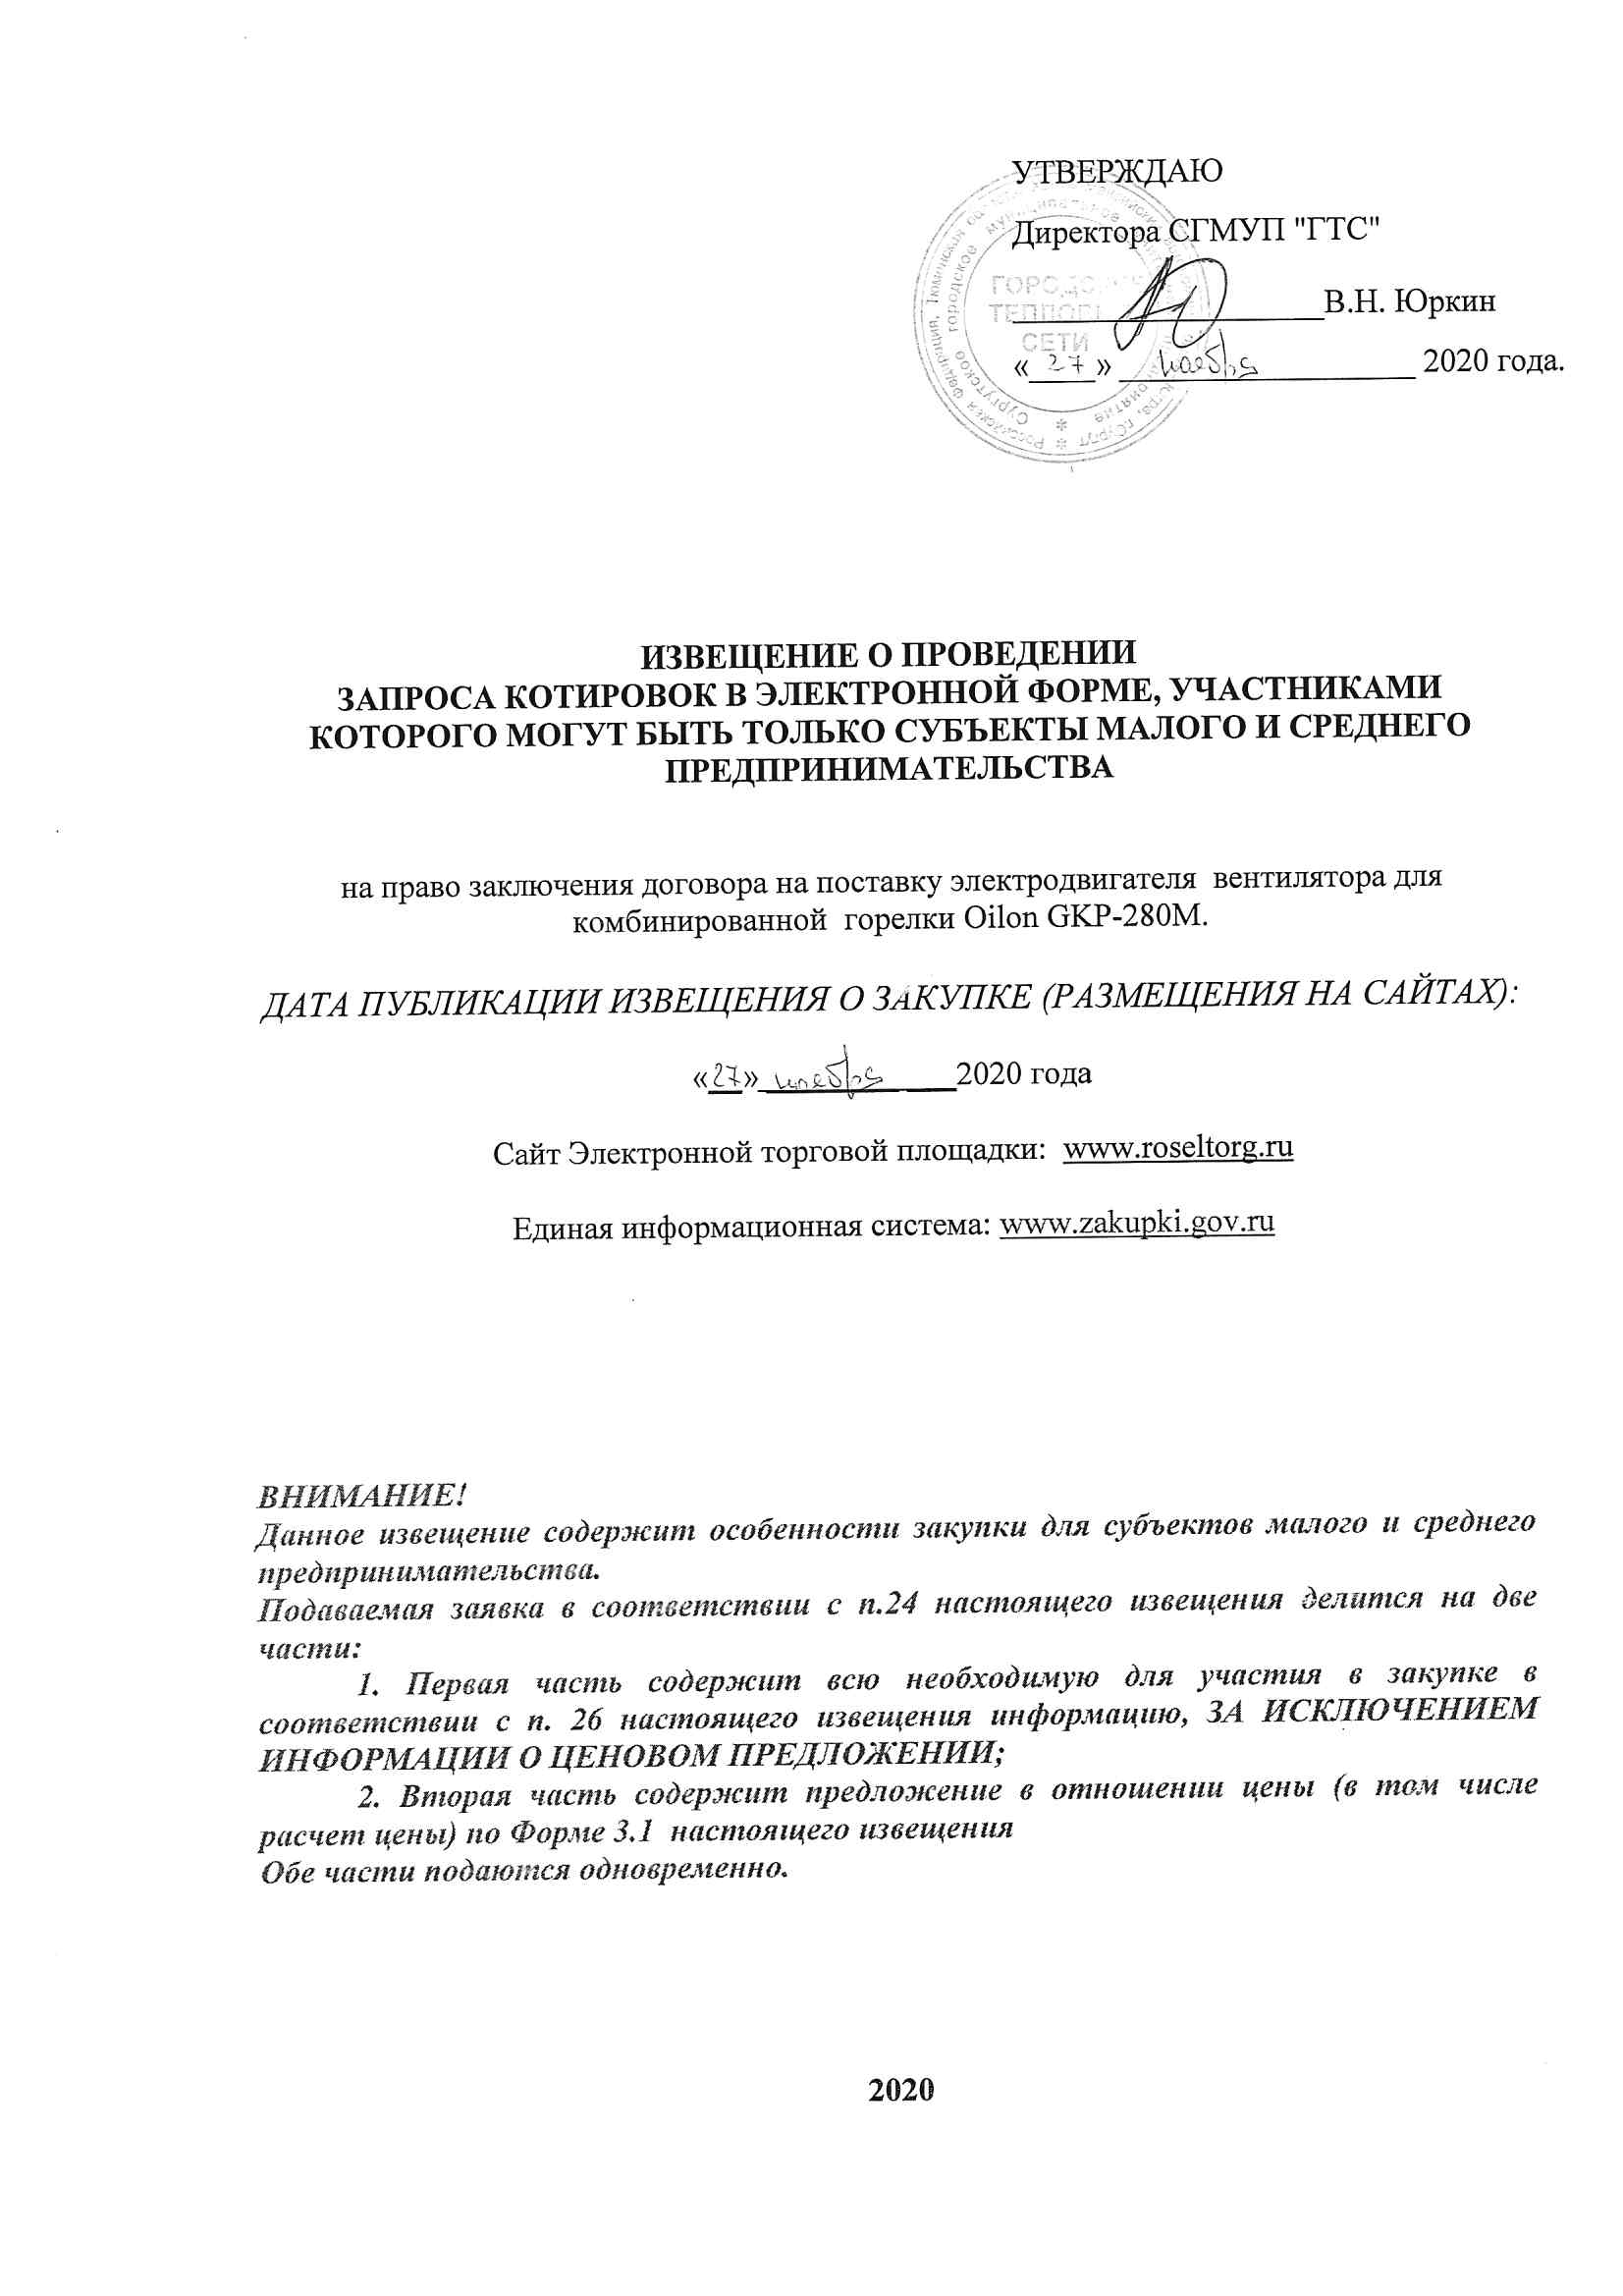 УТВЕРЖДАЮ
Директора СГМУП "ГТС"
В.Н. Юркин
«27» ноября 2020 года.
ГОРОДСКИЕ
ТЕПЛОВЫЕ
СЕТИ
ИЗВЕЩЕНИЕ О ПРОВЕДЕНИИ
ЗАПРОСА КОТИРОВОК В ЭЛЕКТРОННОЙ ФОРМЕ, УЧАСТНИКАМИ
КОТОРОГО МОГУТ БЫТЬ ТОЛЬКО СУБЪЕКТЫ МАЛОГО И СРЕДНЕГО
ПРЕДПРИНИМАТЕЛЬСТВА
на право заключения договора на поставку электродвигателя вентилятора для
комбинированной горелки Oilon GKP-280M.
ДАТА ПУБЛИКАЦИИ ИЗВЕЩЕНИЯ О ЗАКУПКЕ (РАЗМЕЩЕНИЯ НА САЙТАХ):
«27» ноября 2020 года
Сайт Электронной торговой площадки: www.roseltorg.ru
Единая информационная система: www.zakupki.gov.ru
ВНИМАНИЕ!
Данное извещение содержит особенности закупки для субъектов малого и среднего
предпринимательства.
Подаваемая заявка в соответствии с п.24 настоящего извещения делится на две
части:
1. Первая часть содержит всю необходимую для участия в закупке в
соответствии с п. 26 настоящего извещения информацию, ЗА ИСКЛЮЧЕНИЕМ
ИНФОРМАЦИИ О ЦЕНОВОМ ПРЕДЛОЖЕНИИ;
2. Вторая часть содержит предложение в отношении цены (в том числе
расчет цены) по Форме 3.1 настоящего извещения
Обе части подаются одновременно.
2020